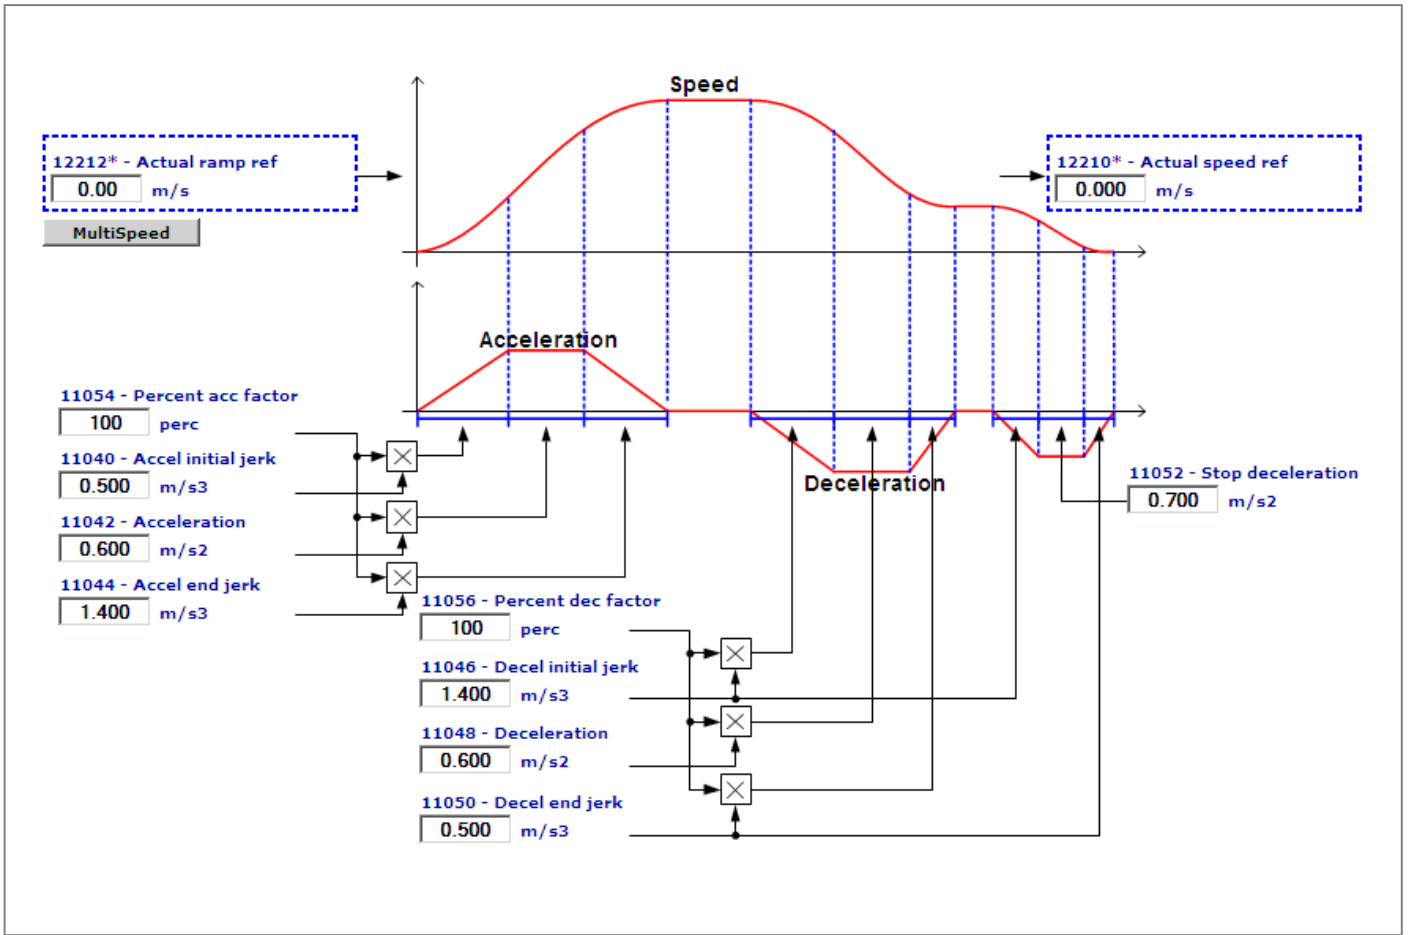 Speed
12212* - Actual ramp ref
0.00 m/s
MultiSpeed
12210* - Actual speed ref
0.000 m/s
Acceleration
11054 - Percent acc factor
100 perc
11040 - Accel initial jerk
0.500 m/s3
11042 - Acceleration
0.600 m/s2
11044 - Accel end jerk
1.400 m/s3
Deceleration
11052 - Stop deceleration
0.700 m/s2
11056 - Percent dec factor
100 perc
11046 - Decel initial jerk
1.400 m/s3
11048 - Deceleration
0.600 m/s2
11050 - Decel end jerk
0.500 m/s3